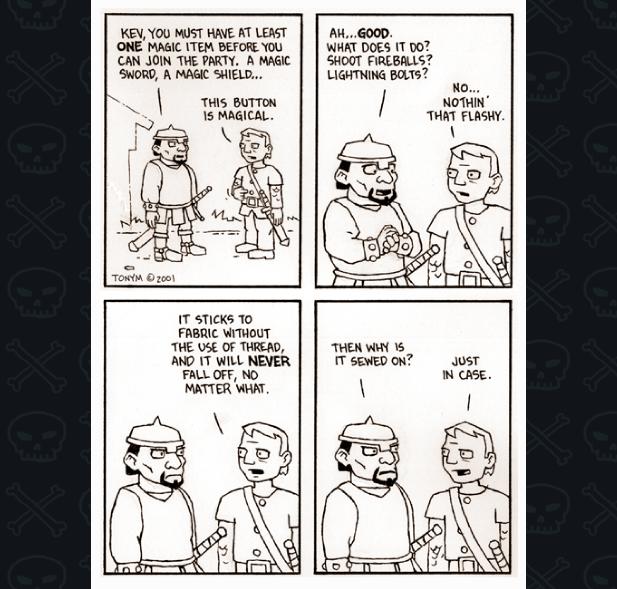 KEV, YOU MUST HAVE AT LEAST
ONE MAGIC ITEM BEFORE YOU
CAN JOIN THE PARTY. A MAGIC
SWORD, A MAGIC SHIELD...
THIS BUTTON
IS MAGICAL.
TONYM © 2001
AH...GOOD.
WHAT DOES IT DO?
SHOOT FIREBALLS?
LIGHTNING BOLTS?
NO...
NOTHIN'
THAT FLASHY.
IT STICKS TO
FABRIC WITHOUT
THE USE OF THREAD,
AND IT WILL NEVER
FALL OFF, NO
MATTER WHAT.
THEN WHY IS
IT SEWED ON?
JUST
IN CASE.